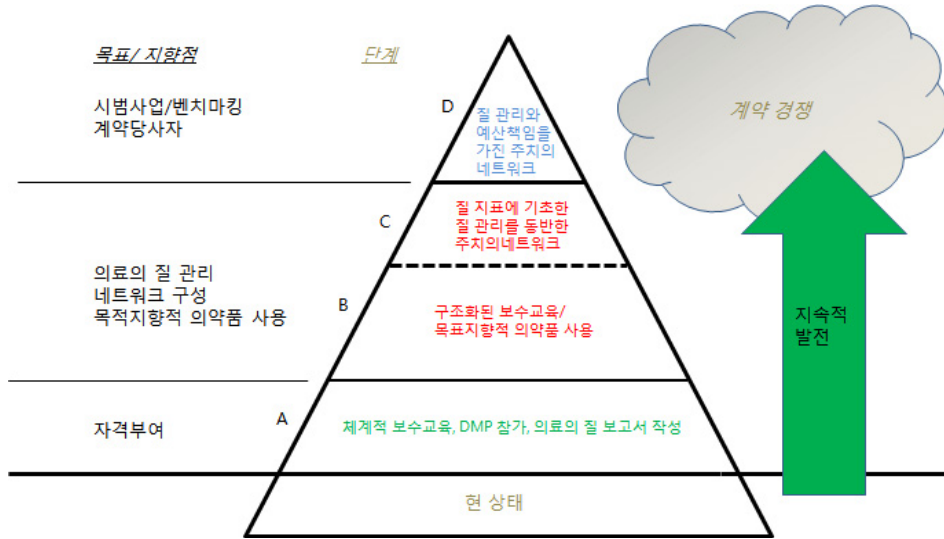 목표/ 지향점
단계
시범사업/벤치마킹
계약당사자
D
질 관리와
예산책임을
가진 주치의
네트워크
계약 경쟁
C
질 지표에 기초한
질 관리를 동반한
주치의네트워크
의료의 질 관리
네트워크 구성
목적지향적 의약품 사용
B
구조화된 보수교육/
목표지향적 의약품 사용
지속적
발전
자격부여
A
체계적 보수교육, DMP 참가, 의료의 질 보고서 작성
현 상태